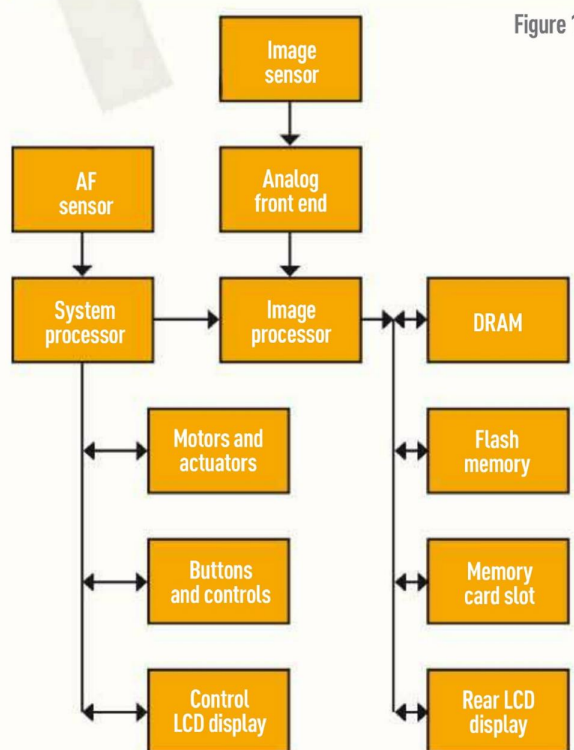 Figure 1
Image
sensor
AF
sensor
Analog
front end
System
processor
Image
processor
DRAM
Motors and
actuators
Flash
memory
Buttons
and controls
Memory
card slot
Control
LCD display
Rear LCD
display